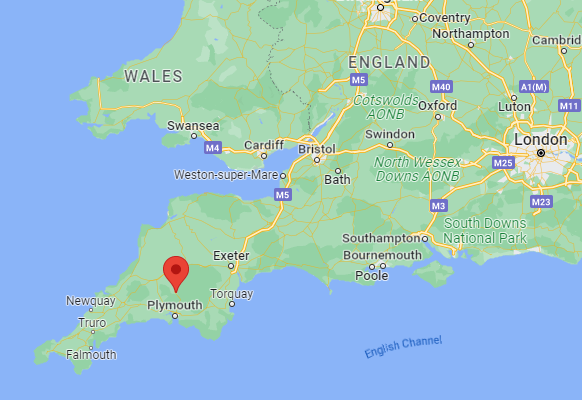 Coventry
Northampton
Cambrid
ENGLAND
WALES
M5
M40
A1(M)
M11
Cotswolds
AONB
Oxford
Luton
Swansea
M4
Cardiff
Bristol
Swindon
London
M25
North Wessex
Downs AONB
Weston-super-Mare
Bath
M5
M3
M23
South Downs
National Park
Southampton
Exeter
Bournemouth
Poole
Torquay
Newquay
Plymouth
Truro
Falmouth
English Channel